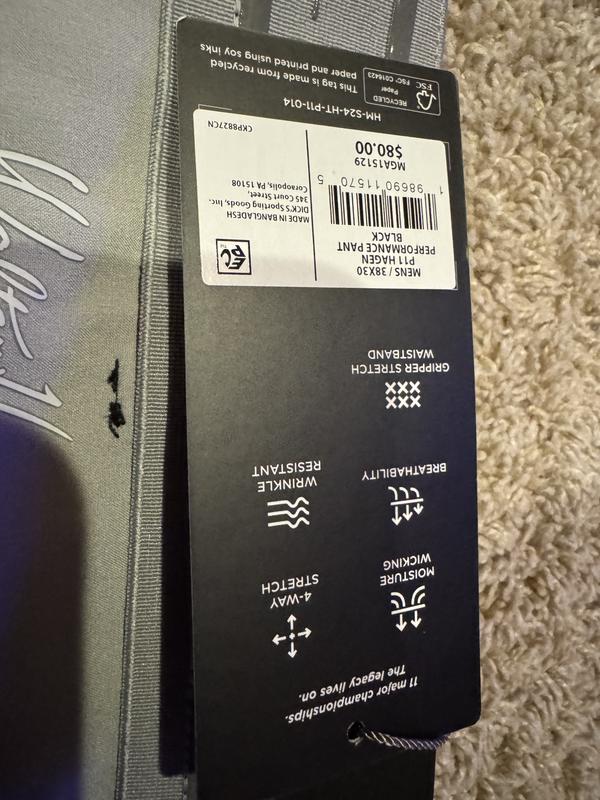 11 major championships.
The legacy lives on.
MOISTURE
WICKING
4-WAY
STRETCH
BREATHABILITY
WRINKLE
RESISTANT
GRIPPER STRETCH
WAISTBAND
MENS / 38X30
P11 HAGEN
PERFORMANCE PANT
BLACK
1 98690 11570 5
MGA15129
$80.00
MADE IN BANGLADESH
DICK'S Sporting Goods, Inc.
345 Court Street,
Coraopolis, PA 15108
CKP8827CN
HM-S24-HT-P11-014
This tag is made from recycled
paper and printed using soy inks
RECYCLED
Paper
FSC
FSC® C016423